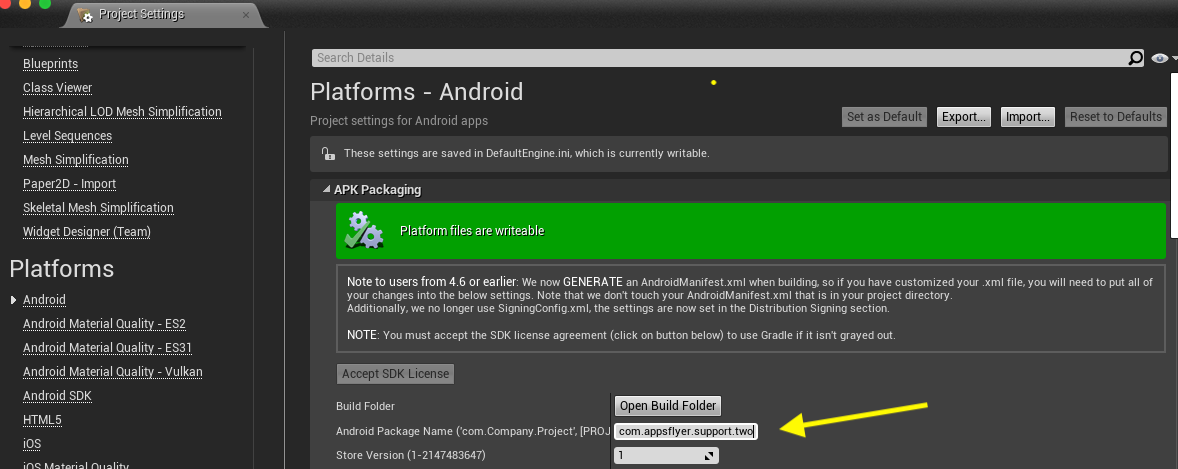 Project Settings
Blueprints
Class Viewer
Hierarchical LOD Mesh Simplification
Level Sequences
Mesh Simplification
Paper2D - Import
Skeletal Mesh Simplification
Widget Designer (Team)
Platforms
Android
Android Material Quality - ES2
Android Material Quality - ES31
Android Material Quality - Vulkan
Android SDK
HTML5
iOS
iOS Material Quality
Search Details
Platforms - Android
Project settings for Android apps
Set as Default
Export...
Import...
Reset to Defaults
These settings are saved in DefaultEngine.ini, which is currently writable.
APK Packaging
Platform files are writeable
Note to users from 4.6 or earlier: We now GENERATE an AndroidManifest.xml when building, so if you have customized your .xml file, you will need to put all of
your changes into the below settings. Note that we don't touch your AndroidManifest.xml that is in your project directory.
Additionally, we no longer use SigningConfig.xml, the settings are now set in the Distribution Signing section.
NOTE: You must accept the SDK license agreement (click on button below) to use Gradle if it isn't grayed out.
Accept SDK License
Build Folder
Open Build Folder
Android Package Name ('com.Company.Project', [PROJ
com.appsflyer.support.two
Store Version (1-2147483647)
1